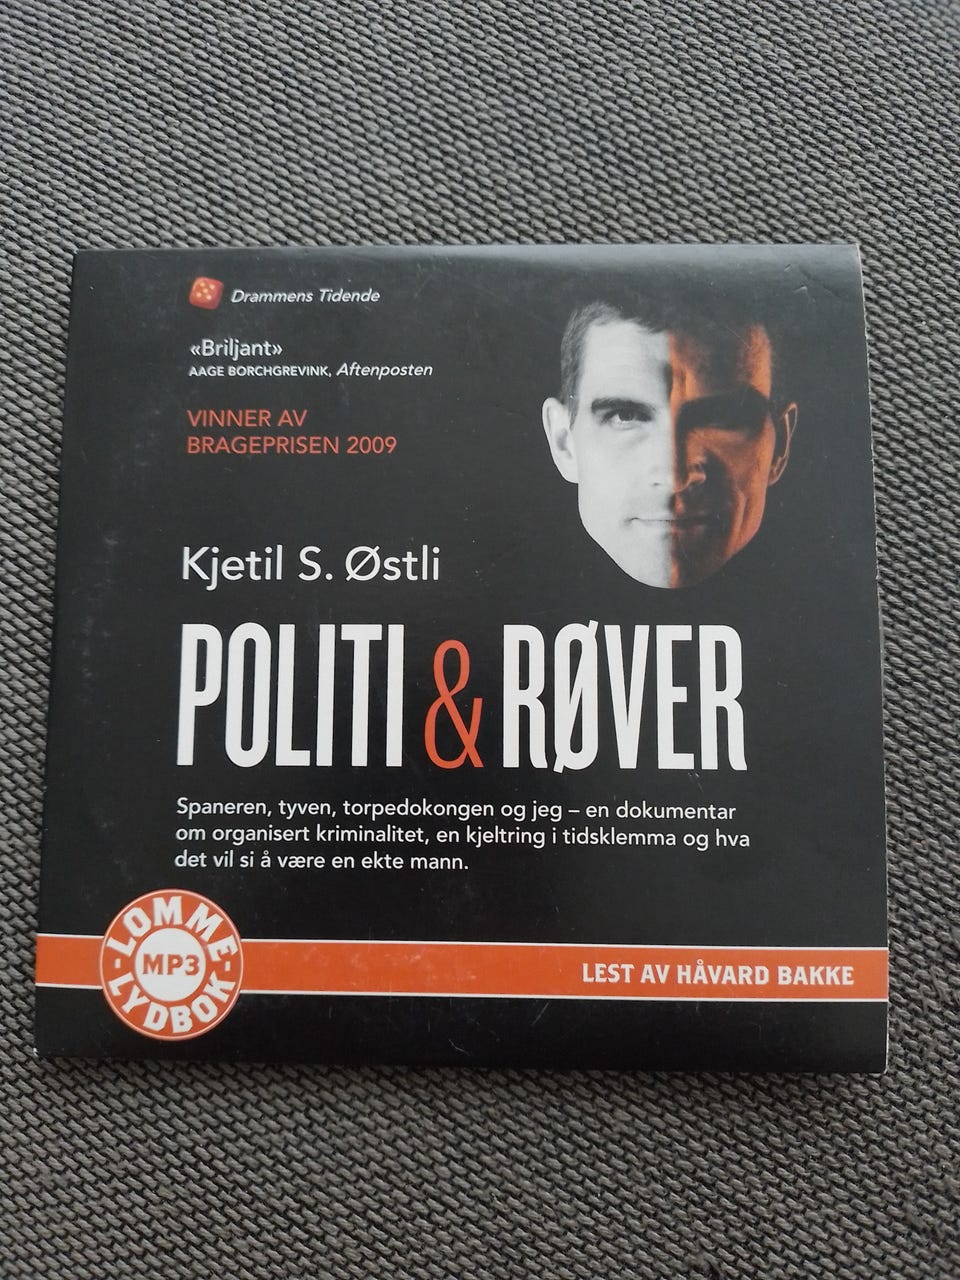 Drammens Tidende
«Briljant»
AAGE BORCHGREVINK, Aftenposten
VINNER AV
BRAGEPRISEN 2009
Kjetil S. Østli
POLITI & RØVER
Spaneren, tyven, torpedokongen og jeg – en dokumentar
om organisert kriminalitet, en kjeltring i tidsklemma og hva
det vil si å være en ekte mann.
LOMME-
MP3
-LYDBOK-
LEST AV HÅVARD BAKKE